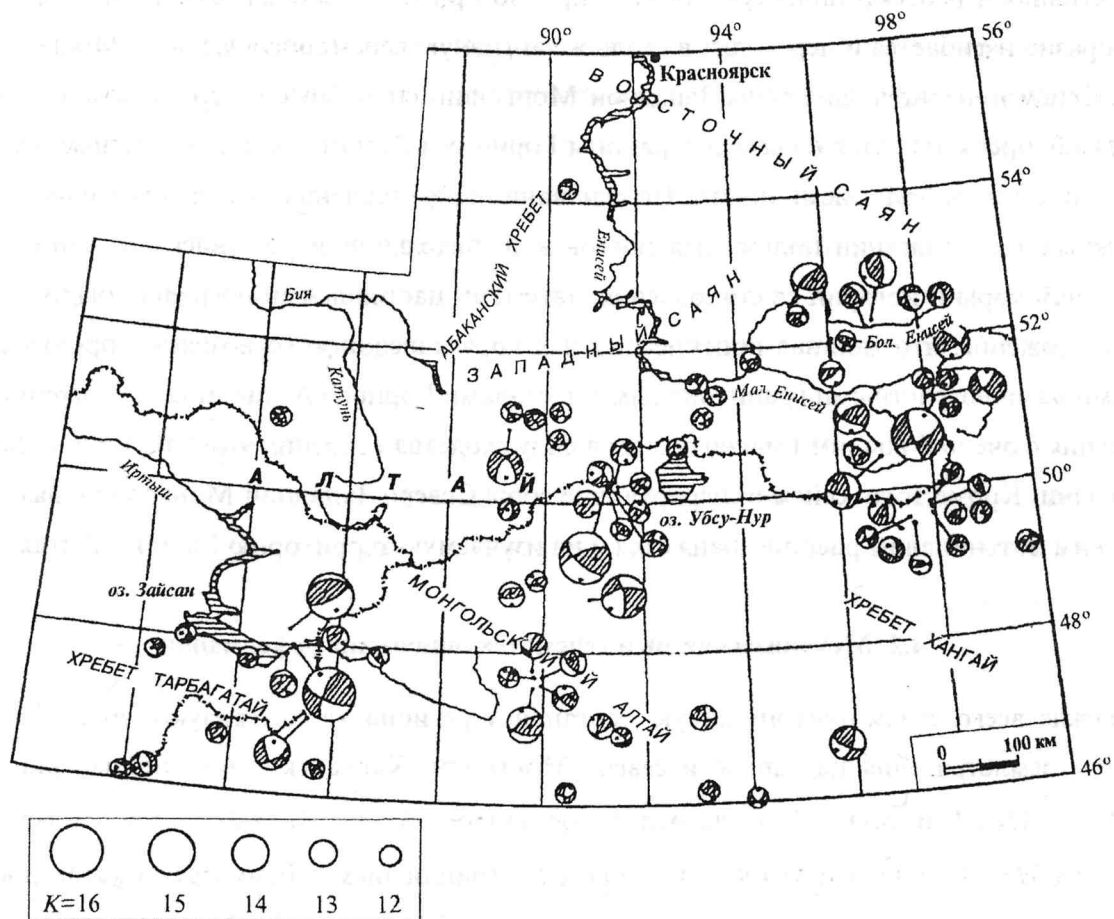 90°
94°
98°
56°
Красноярск
ВОСТОЧНЫЙ САЯН
54°
АБАКАНСКИЙ ХРЕБЕТ
Енисей
Бия
Катунь
ЗАПАДНЫЙ САЯН
Бол. Енисей
52°
Мал. Енисей
Иртыш
АЛТАЙ
50°
оз. Убсу-Нур
оз. Зайсан
МОНГОЛЬСКИЙ АЛТАЙ
ХРЕБЕТ ХАНГАЙ
48°
ХРЕБЕТ ТАРБАГАТАЙ
0 100 км
46°
K=16 15 14 13 12